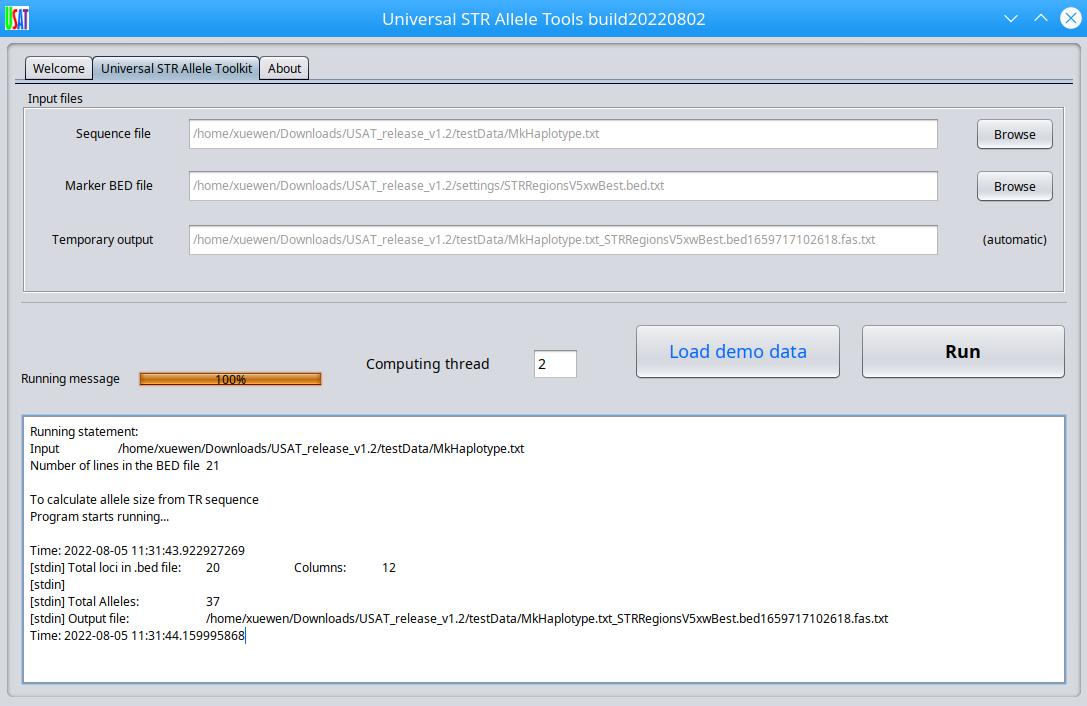 USAT
Universal STR Allele Tools build20220802
Welcome
Universal STR Allele Toolkit
About
Input files
Sequence file
/home/xuewen/Downloads/USAT_release_v1.2/testData/MkHaplotype.txt
Browse
Marker BED file
/home/xuewen/Downloads/USAT_release_v1.2/settings/STRRegionsV5xwBest.bed.txt
Browse
Temporary output
/home/xuewen/Downloads/USAT_release_v1.2/testData/MkHaplotype.txt_STRRegionsV5xwBest.bed1659717102618.fas.txt
(automatic)
Load demo data
Run
Computing thread
2
Running message
100%
Running statement:
Input /home/xuewen/Downloads/USAT_release_v1.2/testData/MkHaplotype.txt
Number of lines in the BED file 21
To calculate allele size from TR sequence
Program starts running...
Time: 2022-08-05 11:31:43.922927269
[stdin] Total loci in .bed file: 20 Columns: 12
[stdin]
[stdin] Total Alleles: 37
[stdin] Output file: /home/xuewen/Downloads/USAT_release_v1.2/testData/MkHaplotype.txt_STRRegionsV5xwBest.bed1659717102618.fas.txt
Time: 2022-08-05 11:31:44.159995868